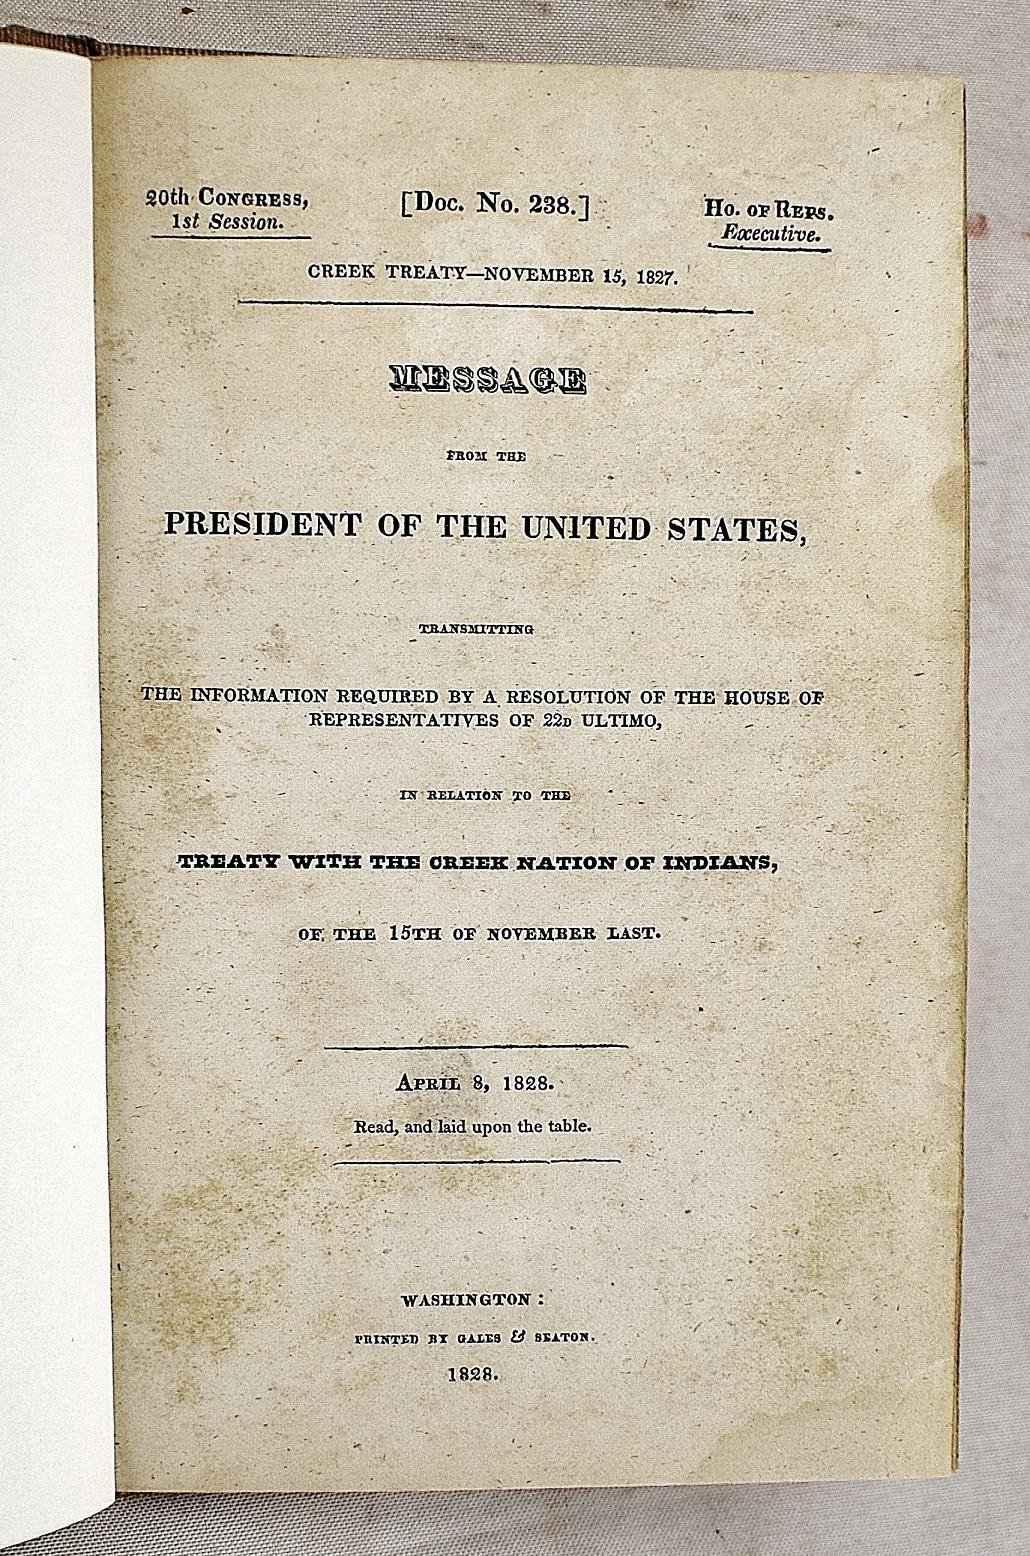 20th CONGRESS,
1st Session.
[Doc. No. 238.]
HO. OF REPS.
Executive.
CREEK TREATY—NOVEMBER 15, 1827.
MESSAGE
FROM THE
PRESIDENT OF THE UNITED STATES,
TRANSMITTING
THE INFORMATION REQUIRED BY A RESOLUTION OF THE HOUSE OF
REPRESENTATIVES OF 22D ULTIMO,
IN RELATION TO THE
TREATY WITH THE CREEK NATION OF INDIANS,
OF THE 15TH OF NOVEMBER LAST.
APRIL 8, 1828.
Read, and laid upon the table.
WASHINGTON:
PRINTED BY GALES & SEATON.
1828.